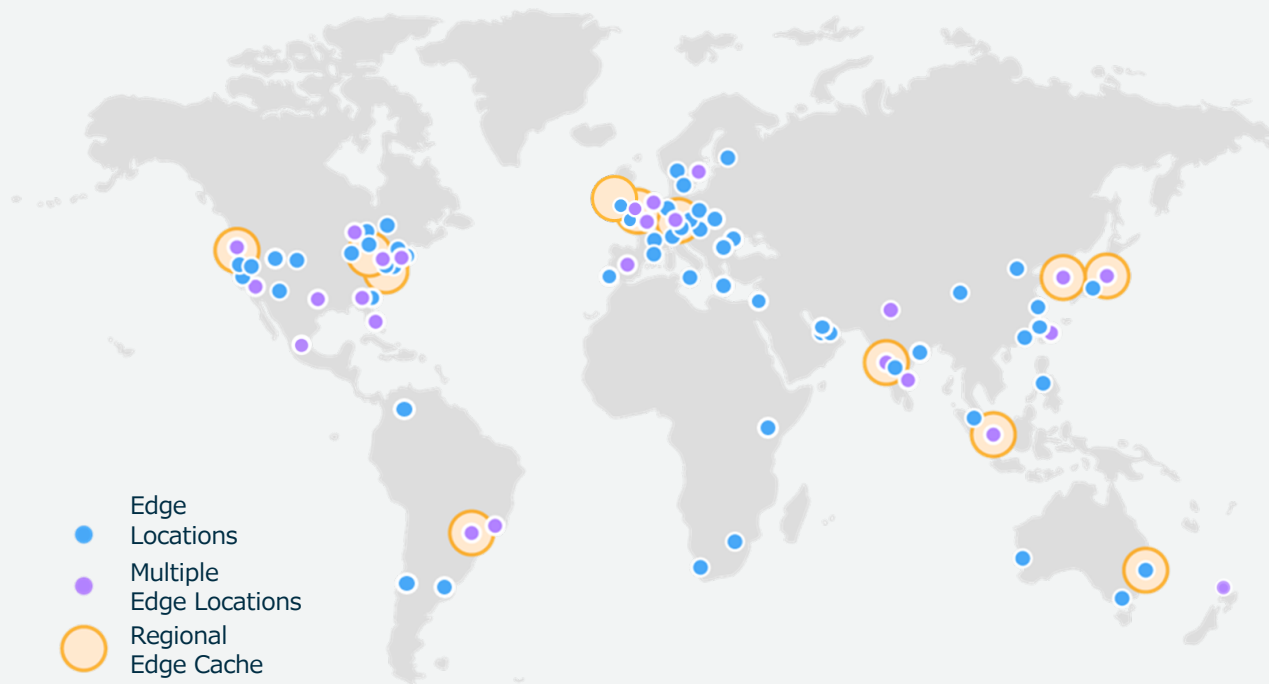 Edge
Locations
Multiple
Edge Locations
Regional
Edge Cache